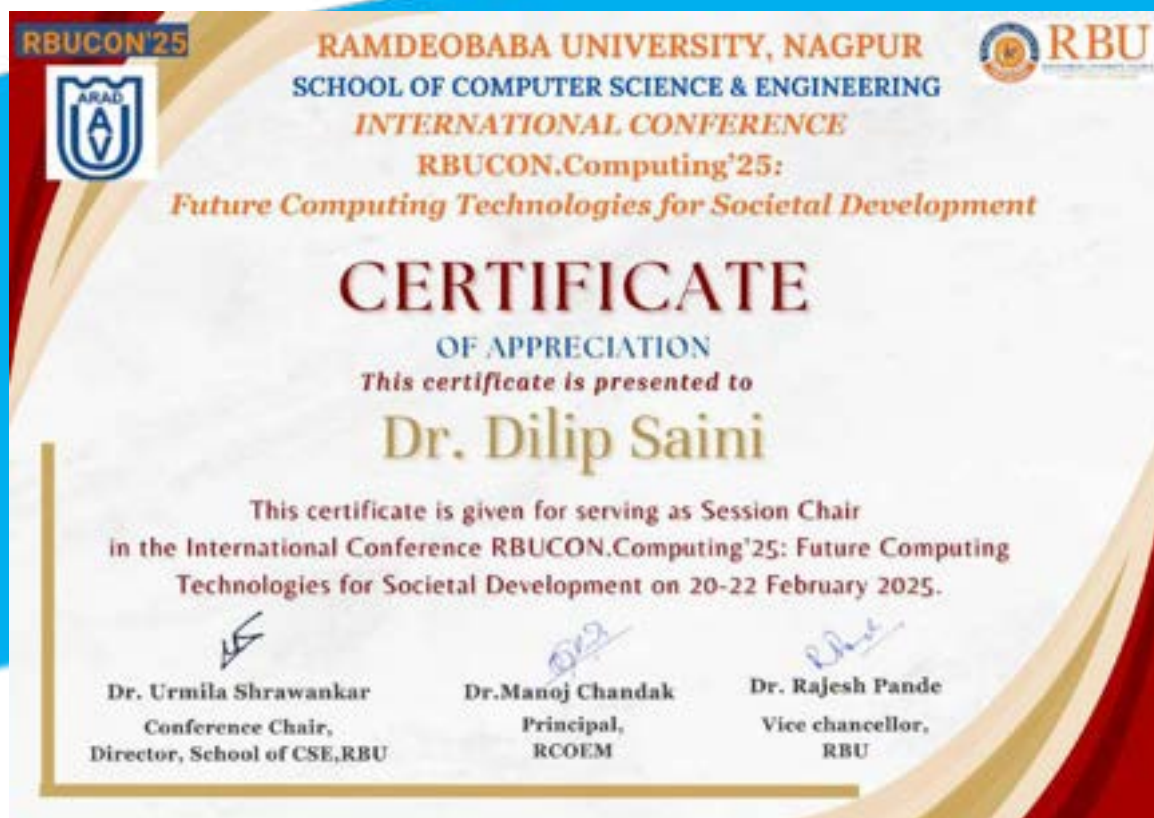 RBUCON'25
ARAD
UAV
RBU
RAMDEOBABA UNIVERSITY, NAGPUR
SCHOOL OF COMPUTER SCIENCE & ENGINEERING
INTERNATIONAL CONFERENCE
RBUCON.Computing'25:
Future Computing Technologies for Societal Development
CERTIFICATE
OF APPRECIATION
This certificate is presented to
Dr. Dilip Saini
This certificate is given for serving as Session Chair
in the International Conference RBUCON.Computing'25: Future Computing
Technologies for Societal Development on 20-22 February 2025.
Dr. Urmila Shrawankar
Conference Chair,
Director, School of CSE,RBU
Dr.Manoj Chandak
Principal,
RCOEM
Dr. Rajesh Pande
Vice chancellor,
RBU